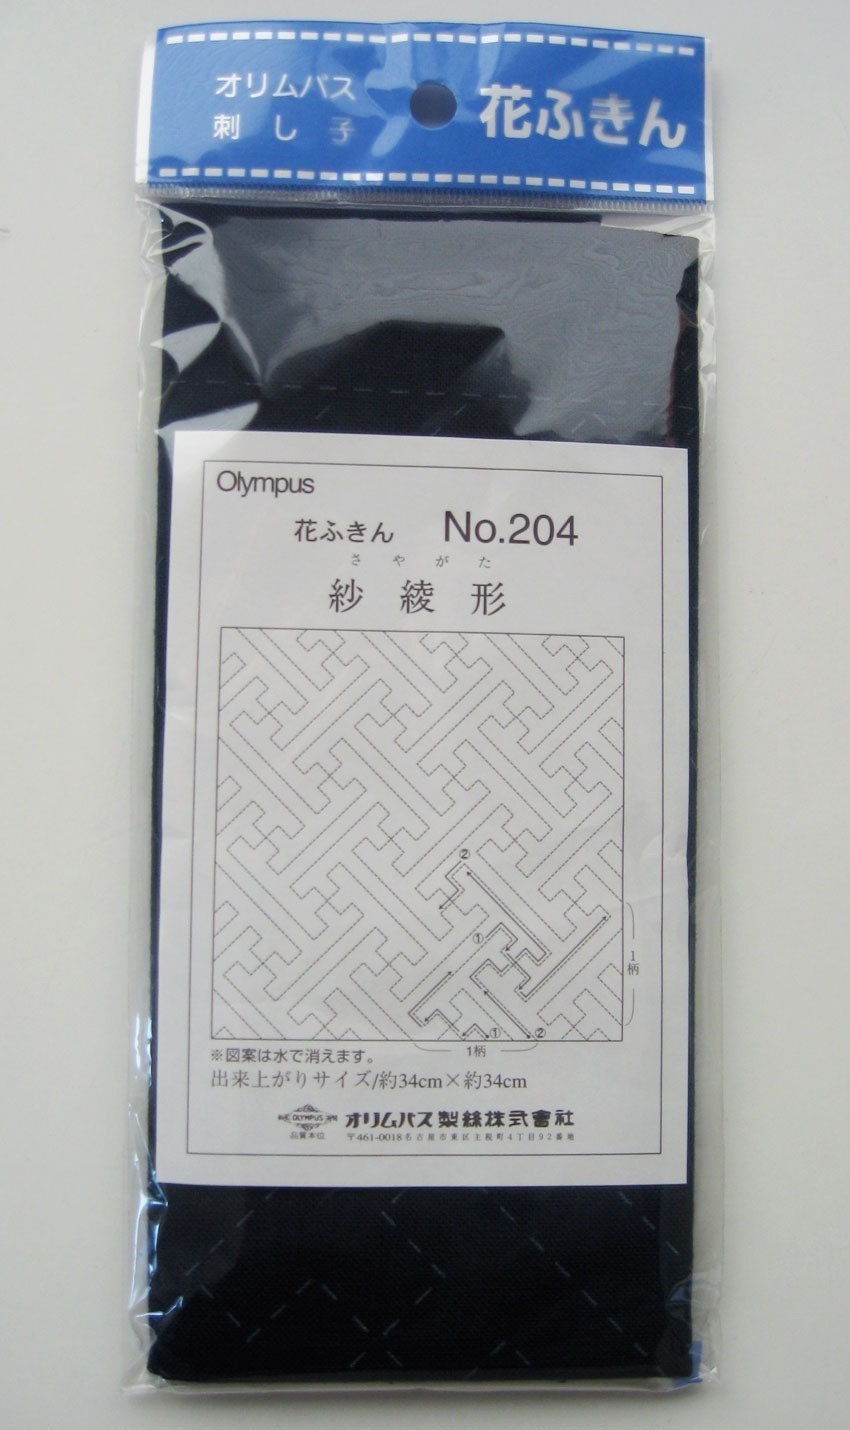 オリムパス
刺し子
花ふきん
Olympus
花ふきん No.204
さやがた
紗綾形
②
①
1柄
① ②
1柄
※図案は水で消えます。
出来上がりサイズ/約34cm×約34cm
OLYMPUS
品質本位
オリムパス製絲株式會社
〒461-0018名古屋市東区主税町4丁目92番地